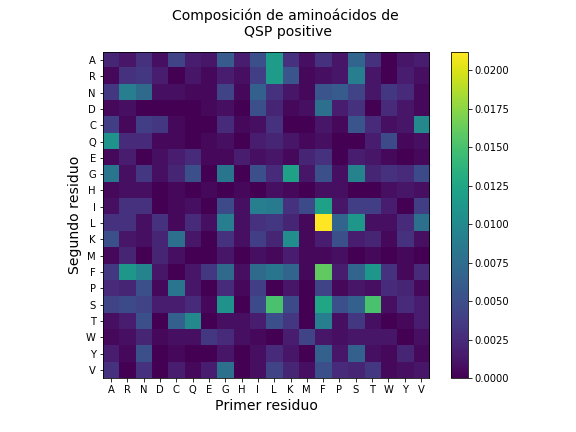 Composición de aminoácidos de
QSP positive
A
R
N
D
C
Q
E
G
H
I
L
K
M
F
P
S
T
W
Y
V
Segundo residuo
A R N D C Q E G H I L K M F P S T W Y V
Primer residuo
0.0200
0.0175
0.0150
0.0125
0.0100
0.0075
0.0050
0.0025
0.0000